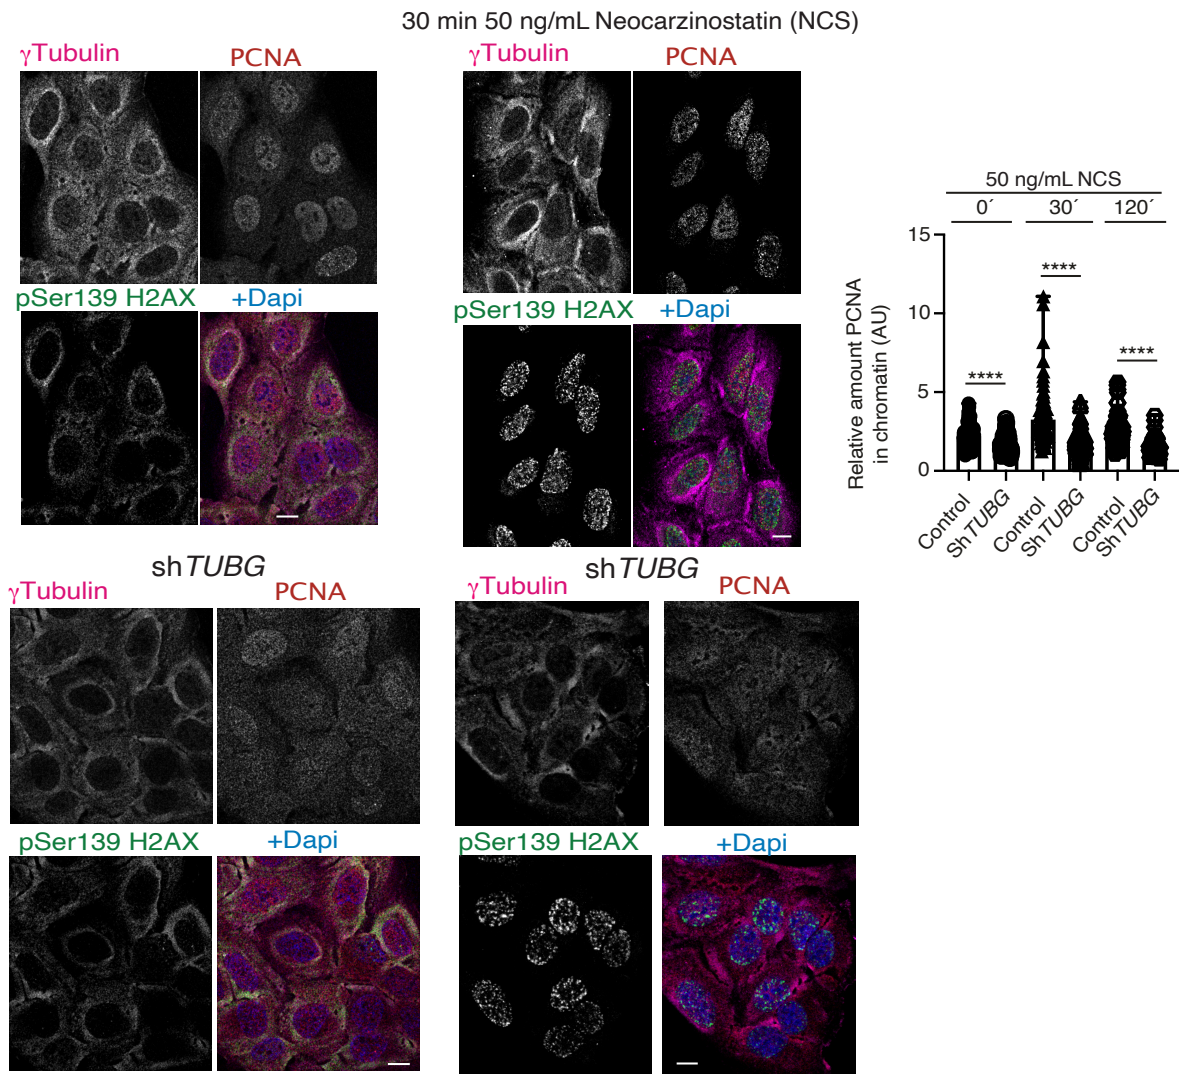 30 min 50 ng/mL Neocarzinostatin (NCS)
γTubulin PCNA
pSer139 H2AX +Dapi
γTubulin PCNA
pSer139 H2AX +Dapi
shTUBG
γTubulin PCNA
pSer139 H2AX +Dapi
shTUBG
γTubulin PCNA
pSer139 H2AX +Dapi
50 ng/mL NCS
0´ 30´ 120´
15
10
5
0
Relative amount PCNA
in chromatin (AU)
****
****
****
Control
ShTUBG
Control
ShTUBG
Control
ShTUBG